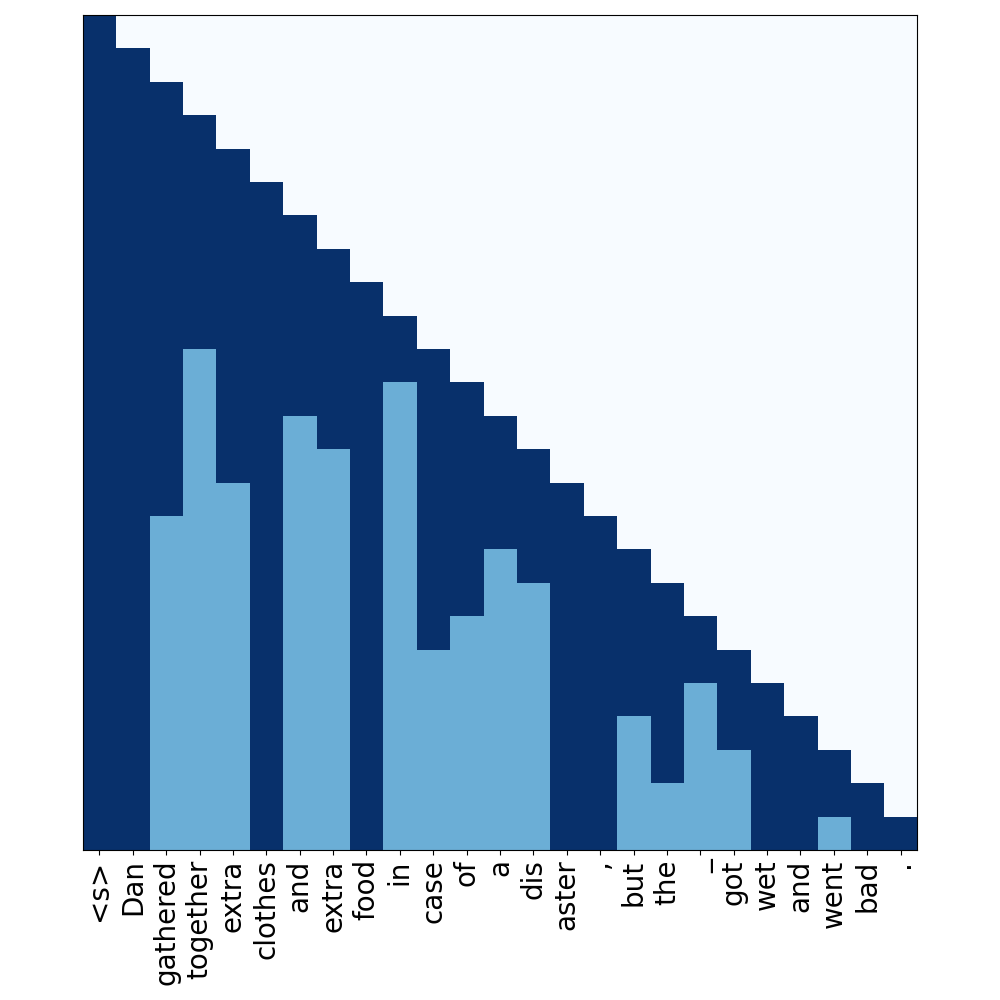 <s> Dan gathered together extra clothes and extra food in case of a dis aster , but the _ got wet and went bad .